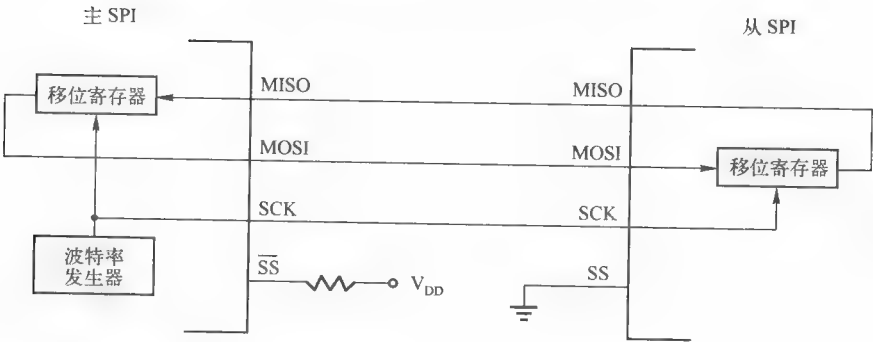 主 SPI
从 SPI
移位寄存器
MISO
MISO
MOSI
MOSI
移位寄存器
SCK
SCK
波特率
发生器
S̅S̅
V_DD
SS